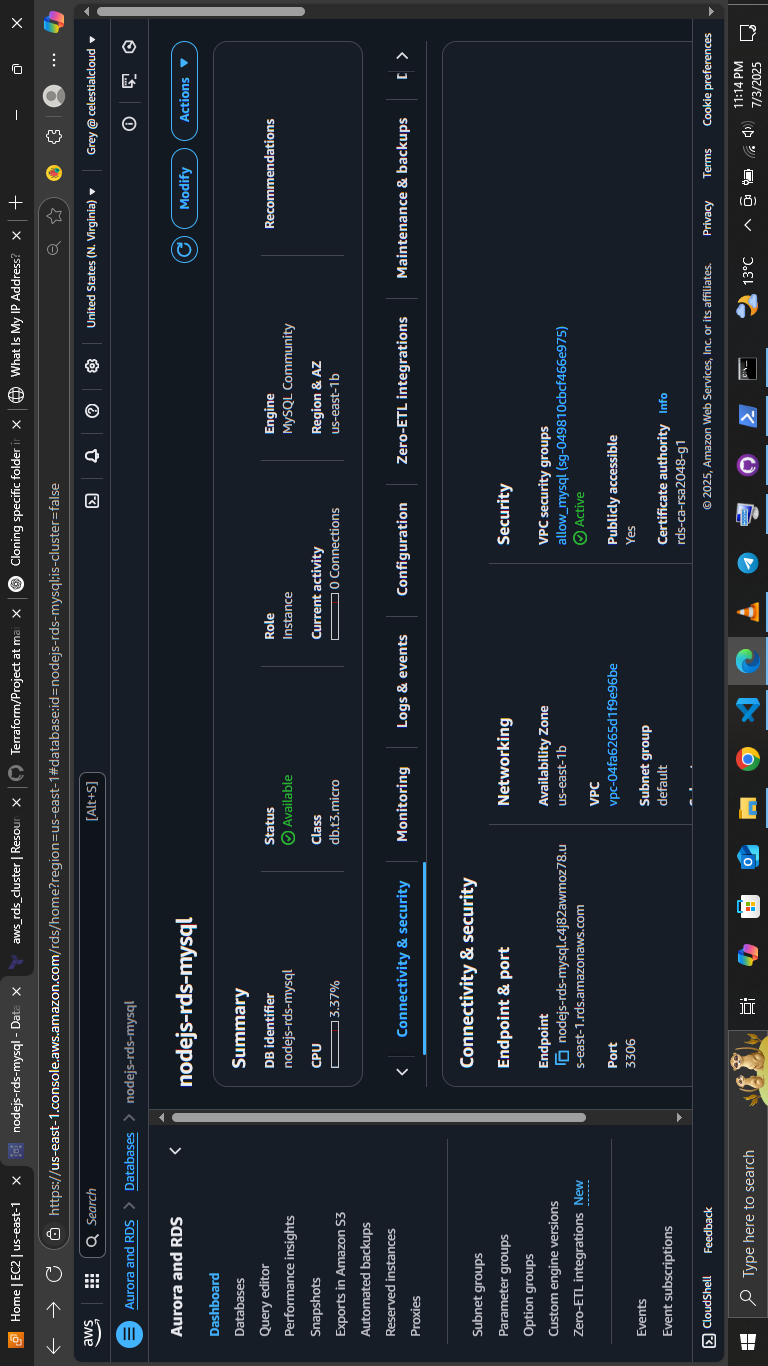 Home | EC2 | us-east-1
nodejs-rds-mysql - Data
aws_rds_cluster | Resour
Terraform/Project at ma
Cloning specific folder ir
What Is My IP Address?
https://us-east-1.console.aws.amazon.com/rds/home?region=us-east-1#database:id=nodejs-rds-mysql;is-cluster=false
aws
Search
[Alt+S]
United States (N. Virginia)
Grey @ celestialcloud
Aurora and RDS
Databases
nodejs-rds-mysql
Aurora and RDS
Dashboard
Databases
Query editor
Performance insights
Snapshots
Exports in Amazon S3
Automated backups
Reserved instances
Proxies
Subnet groups
Parameter groups
Option groups
Custom engine versions
Zero-ETL integrations New
Events
Event subscriptions
nodejs-rds-mysql
Modify
Actions
Summary
DB identifier
nodejs-rds-mysql
CPU
3.37%
Status
Available
Class
db.t3.micro
Role
Instance
Current activity
0 Connections
Engine
MySQL Community
Region & AZ
us-east-1b
Recommendations
Connectivity & security
Monitoring
Logs & events
Configuration
Zero-ETL integrations
Maintenance & backups
Connectivity & security
Endpoint & port
Endpoint
nodejs-rds-mysql.c4j82awmoz78.u
s-east-1.rds.amazonaws.com
Port
3306
Networking
Availability Zone
us-east-1b
VPC
vpc-04fa6265d1f9e96be
Subnet group
default
Security
VPC security groups
allow_mysql (sg-049810cbcf466e975)
Active
Publicly accessible
Yes
Certificate authority Info
rds-ca-rsa2048-g1
CloudShell
Feedback
© 2025, Amazon Web Services, Inc. or its affiliates.
Privacy
Terms
Cookie preferences
Type here to search
13°C
11:14 PM
7/3/2025